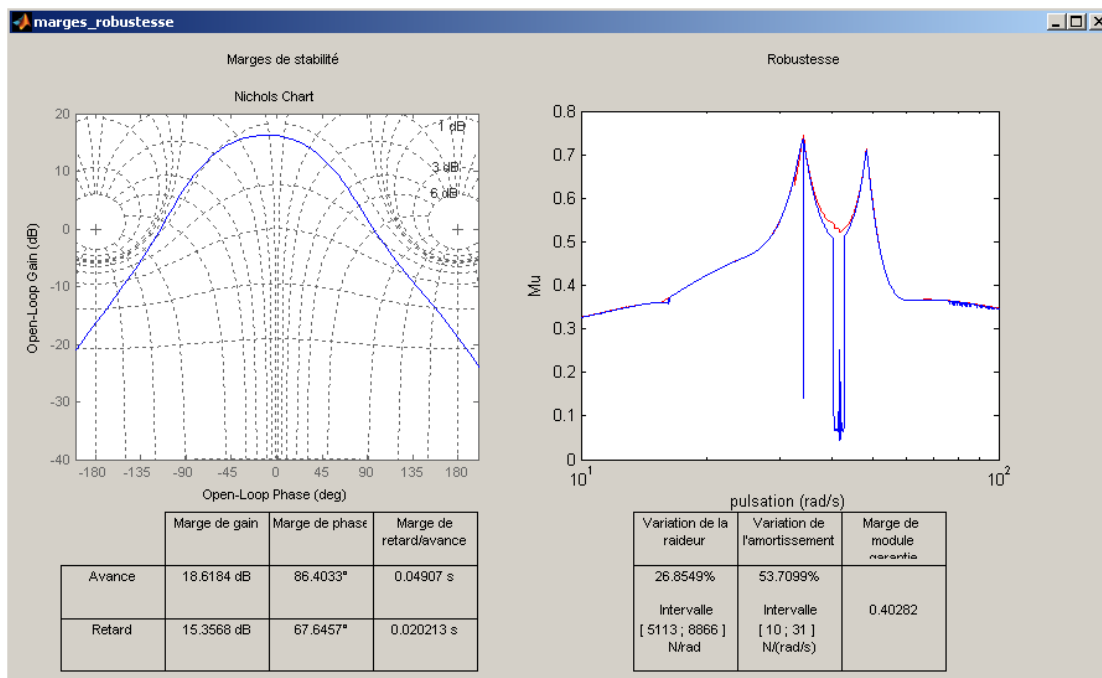 marges_robustesse
Marges de stabilité
Nichols Chart
20
10
0
-10
-20
-30
-40
Open-Loop Gain (dB)
1 dB
3 dB
6 dB
-180
-135
-90
-45
0
45
90
135
180
Open-Loop Phase (deg)
Marge de gain
Marge de phase
Marge de
retard/avance
Avance
18.6184 dB
86.4033°
0.04907 s
Retard
15.3568 dB
67.6457°
0.020213 s
Robustesse
0.8
0.7
0.6
0.5
0.4
0.3
0.2
0.1
0
Mu
10^1
10^2
pulsation (rad/s)
Variation de la
raideur
Variation de
l'amortissement
Marge de
module
garantie
26.8549%
Intervalle
[ 5113 ; 8866 ]
N/rad
53.7099%
Intervalle
[ 10 ; 31 ]
N/(rad/s)
0.40282